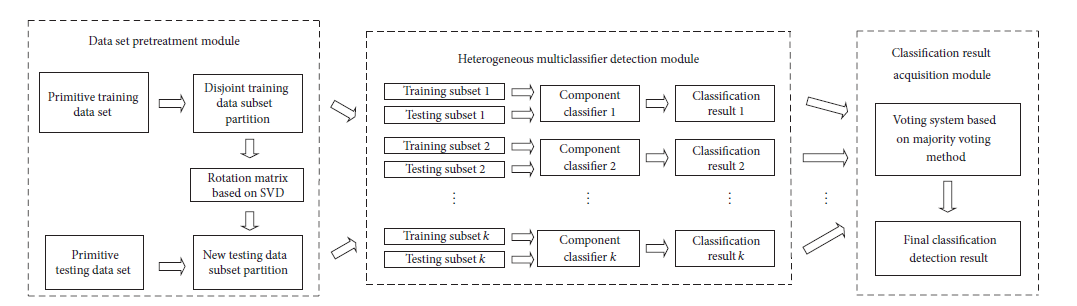 Data set pretreatment module
Primitive training
data set
Disjoint training
data subset
partition
Rotation matrix
based on SVD
Primitive
testing data set
New testing data
subset partition
Heterogeneous multiclassifier detection module
Training subset 1
Testing subset 1
Component
classifier 1
Classification
result 1
Training subset 2
Testing subset 2
Component
classifier 2
Classification
result 2
Training subset k
Testing subset k
Component
classifier k
Classification
result k
Classification result
acquisition module
Voting system based
on majority voting
method
Final classification
detection result